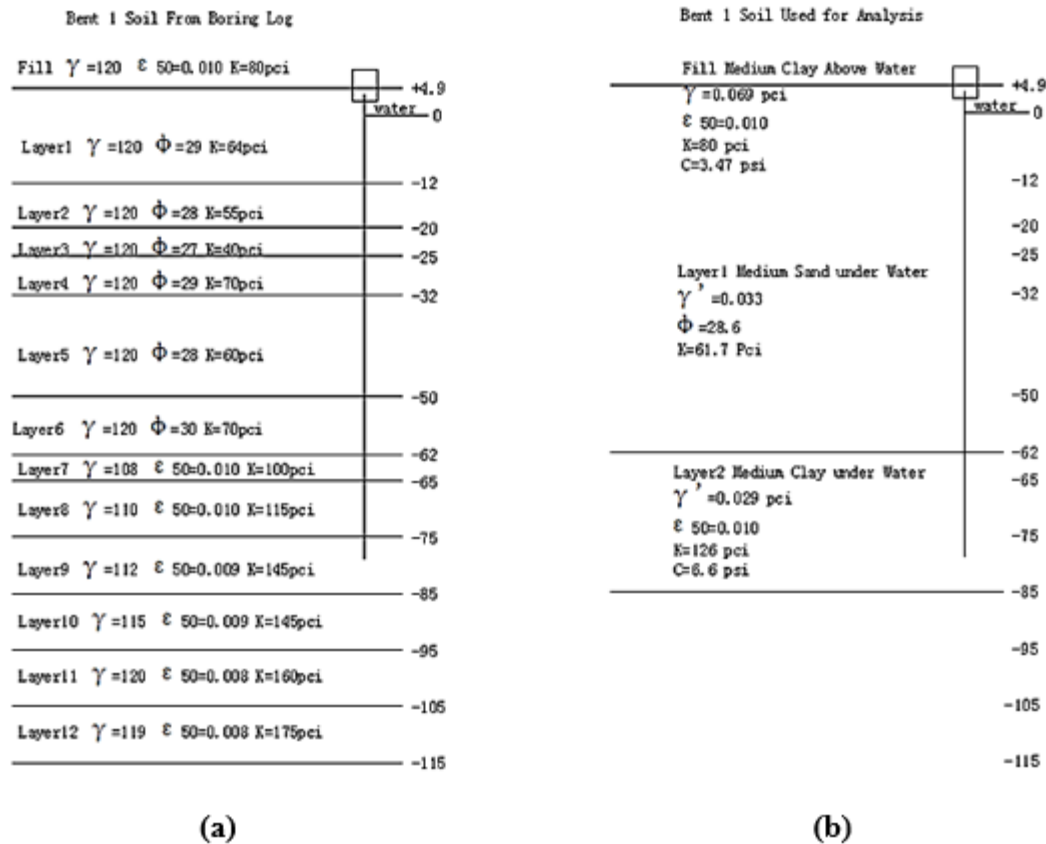 Bent 1 Soil From Boring Log
Fill γ =120 ε 50=0.010 K=80pci
+4.9
water 0
Layer1 γ =120 Φ=29 K=64pci
-12
Layer2 γ =120 Φ=28 K=55pci
-20
Layer3 γ =120 Φ=27 K=40pci
-25
Layer4 γ =120 Φ=29 K=70pci
-32
Layer5 γ =120 Φ=28 K=60pci
-50
Layer6 γ =120 Φ=30 K=70pci
-62
Layer7 γ =108 ε 50=0.010 K=100pci
-65
Layer8 γ =110 ε 50=0.010 K=115pci
-75
Layer9 γ =112 ε 50=0.009 K=145pci
-85
Layer10 γ =115 ε 50=0.009 K=145pci
-95
Layer11 γ =120 ε 50=0.008 K=160pci
-105
Layer12 γ =119 ε 50=0.008 K=175pci
-115
(a)
Bent 1 Soil Used for Analysis
Fill Medium Clay Above Water
+4.9
γ =0.069 pci
water 0
ε 50=0.010
K=80 pci
C=3.47 psi
-12
-20
-25
Layer1 Medium Sand under Water
γ' =0.033
-32
Φ =28.6
K=61.7 Pci
-50
-62
Layer2 Medium Clay under Water
-65
γ' =0.029 pci
ε 50=0.010
-75
K=126 pci
C=6.6 psi
-85
-95
-105
-115
(b)